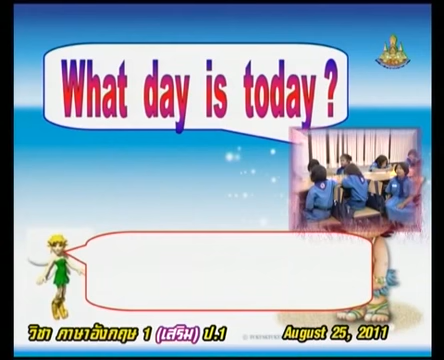 What day is today ?
วิชา ภาษาอังกฤษ 1 (เสริม) ป.1
August 25, 2011